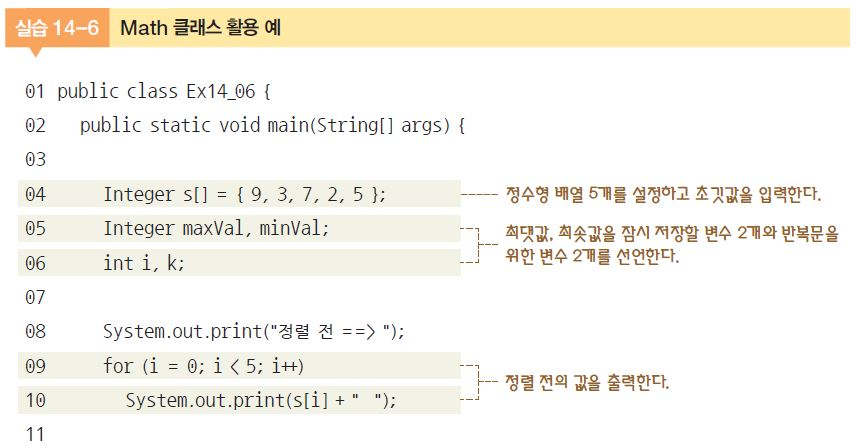 실습 14-6 Math 클래스 활용 예
01 public class Ex14_06 {
02 public static void main(String[] args) {
03
04 Integer s[] = { 9, 3, 7, 2, 5 }; 정수형 배열 5개를 설정하고 초깃값을 입력한다.
05 Integer maxVal, minVal; 최댓값, 최솟값을 잠시 저장할 변수 2개와 반복문을
06 int i, k; 위한 변수 2개를 선언한다.
07
08 System.out.print("정렬 전 ==> ");
09 for (i = 0; i < 5; i++) 정렬 전의 값을 출력한다.
10 System.out.print(s[i] + " ");
11